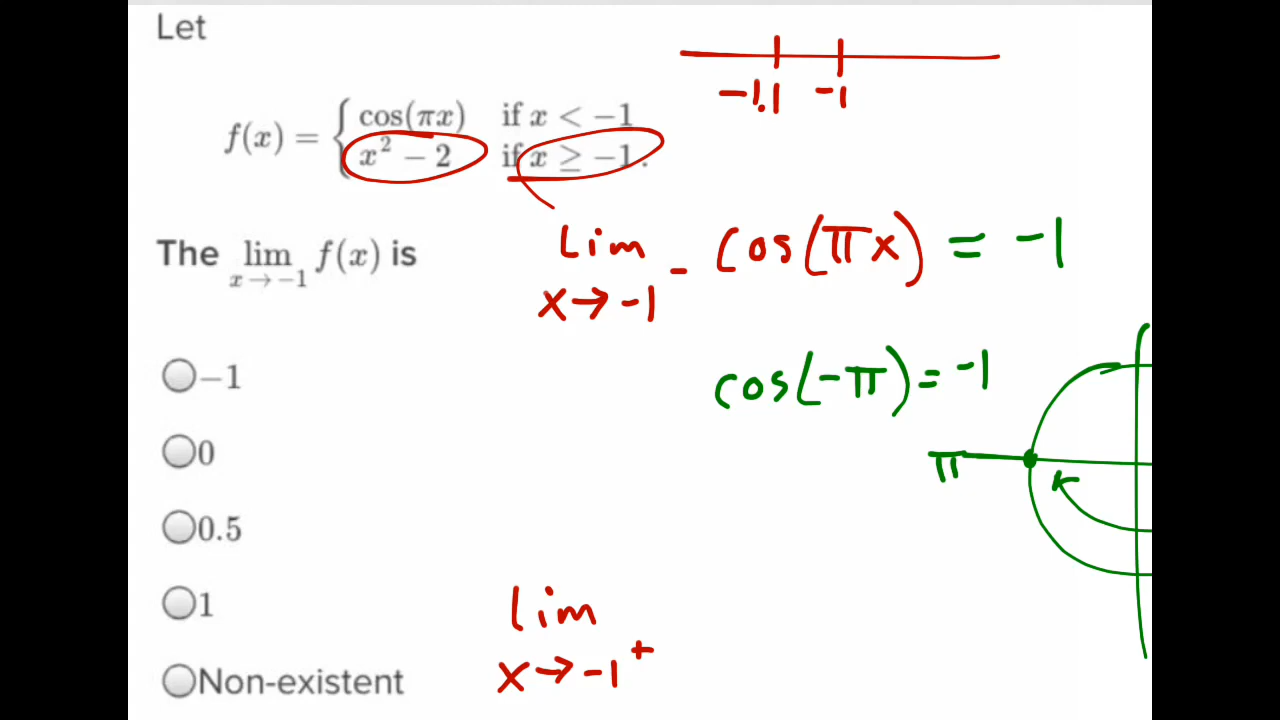 Let
-1.1 -1
f(x) = { cos(πx) if x < −1
x² − 2 if x ≥ −1.
The lim x→−1 f(x) is
lim x→-1⁻ cos(πx) = -1
−1
cos(-π) = -1
0
π
0.5
1
lim x→-1⁺
Non-existent